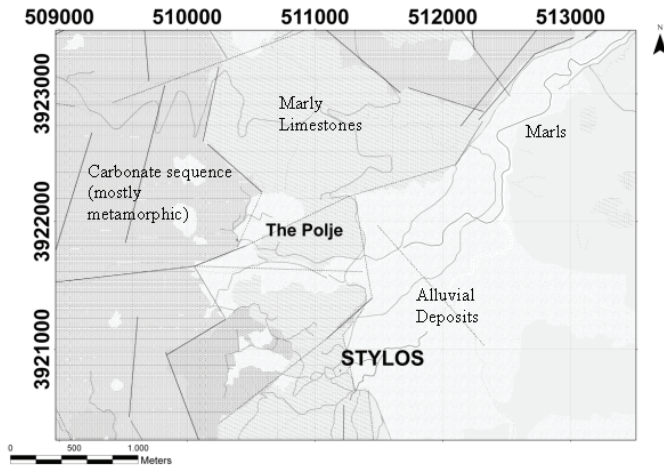 509000 510000 511000 512000 513000
N
3923000
Marly
Limestones
Marls
Carbonate sequence
(mostly
metamorphic)
3922000
The Polje
Alluvial
Deposits
3921000
STYLOS
0 500 1.000
Meters